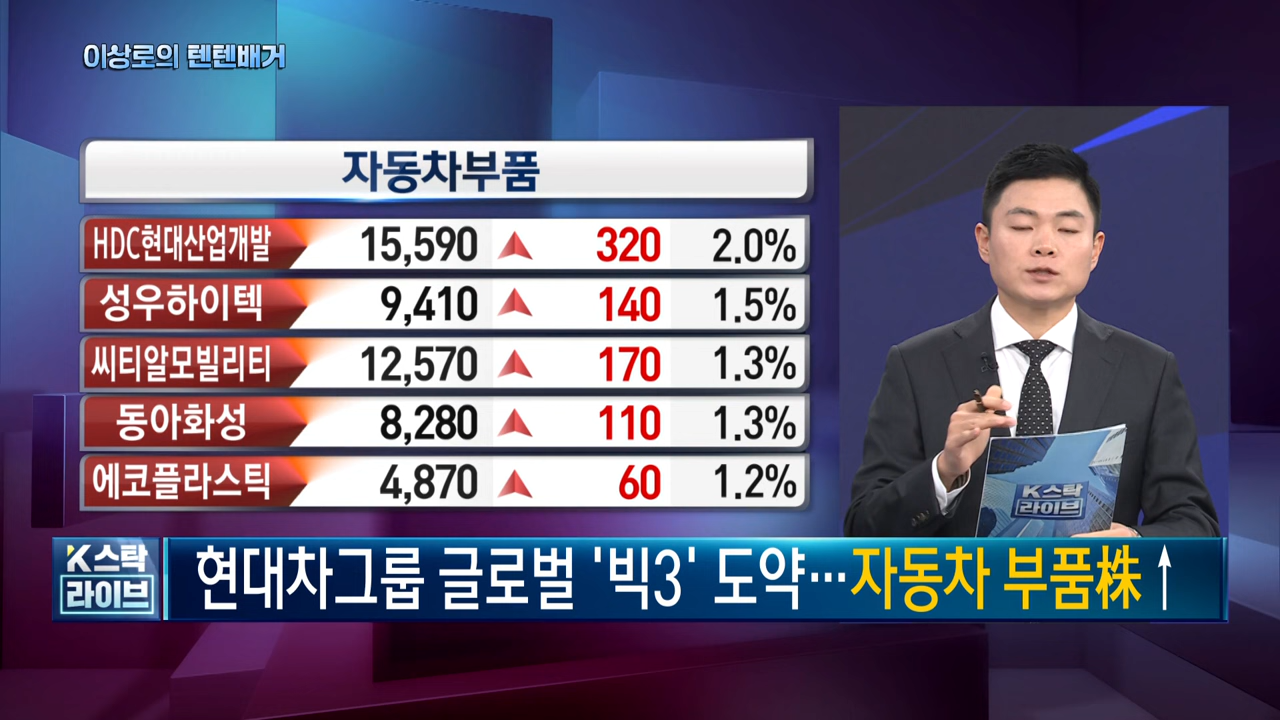 이상로의 텐텐배거
자동차부품
HDC현대산업개발 15,590 ▲ 320 2.0%
성우하이텍 9,410 ▲ 140 1.5%
씨티알모빌리티 12,570 ▲ 170 1.3%
동아화성 8,280 ▲ 110 1.3%
에코플라스틱 4,870 ▲ 60 1.2%
K스탁
라이브
K스탁
라이브
현대차그룹 글로벌 '빅3' 도약…자동차 부품株↑